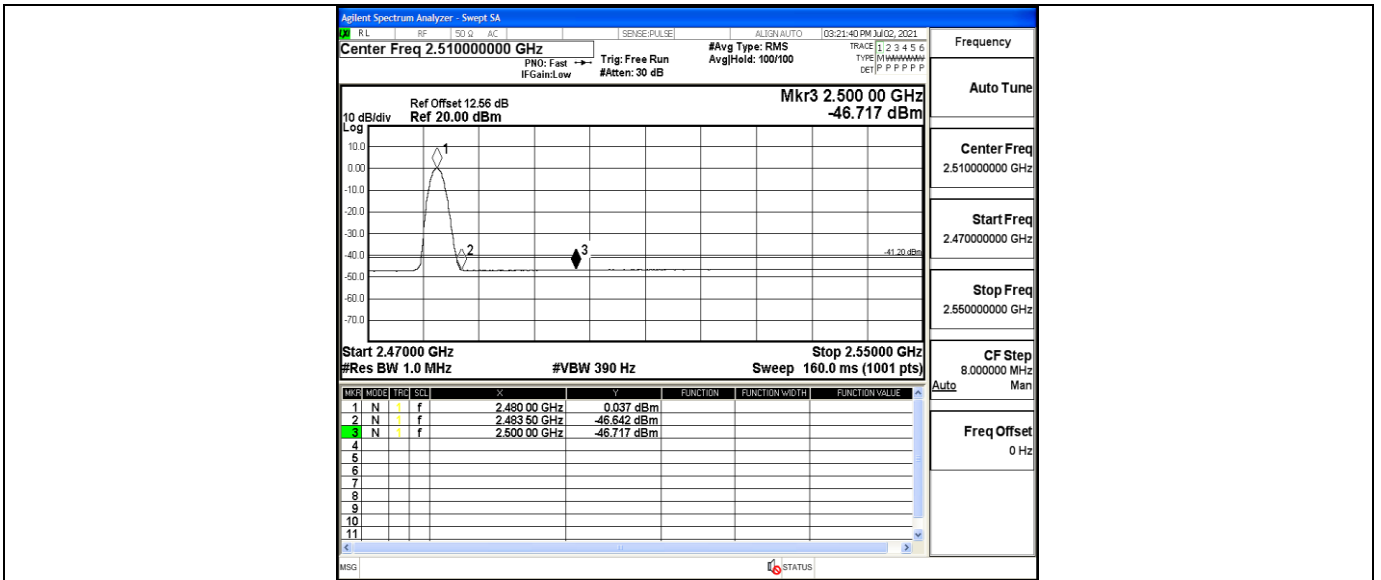 Agilent Spectrum Analyzer - Swept SA
LXI RL RF 50 Ω AC SENSE:PULSE ALIGN AUTO 03:21:40 PM Jul 02, 2021
Center Freq 2.510000000 GHz
PNO: Fast
IFGain:Low
Trig: Free Run
#Atten: 30 dB
#Avg Type: RMS
Avg|Hold: 100/100
TRACE 1 2 3 4 5 6
TYPE M WWWWW
DET P P P P P P
Ref Offset 12.56 dB
10 dB/div Ref 20.00 dBm
Log
Mkr3 2.500 00 GHz
-46.717 dBm
10.0
0.00
-10.0
-20.0
-30.0
-40.0
-50.0
-60.0
-70.0
1
2
3
-41.20 dBm
Start 2.47000 GHz Stop 2.55000 GHz
#Res BW 1.0 MHz #VBW 390 Hz Sweep 160.0 ms (1001 pts)
MKR MODE TRC SCL X Y FUNCTION FUNCTION WIDTH FUNCTION VALUE
1 N 1 f 2.480 00 GHz 0.037 dBm
2 N 1 f 2.483 50 GHz -46.642 dBm
3 N 1 f 2.500 00 GHz -46.717 dBm
4
5
6
7
8
9
10
11
MSG STATUS
Frequency
Auto Tune
Center Freq
2.510000000 GHz
Start Freq
2.470000000 GHz
Stop Freq
2.550000000 GHz
CF Step
8.000000 MHz
Auto Man
Freq Offset
0 Hz